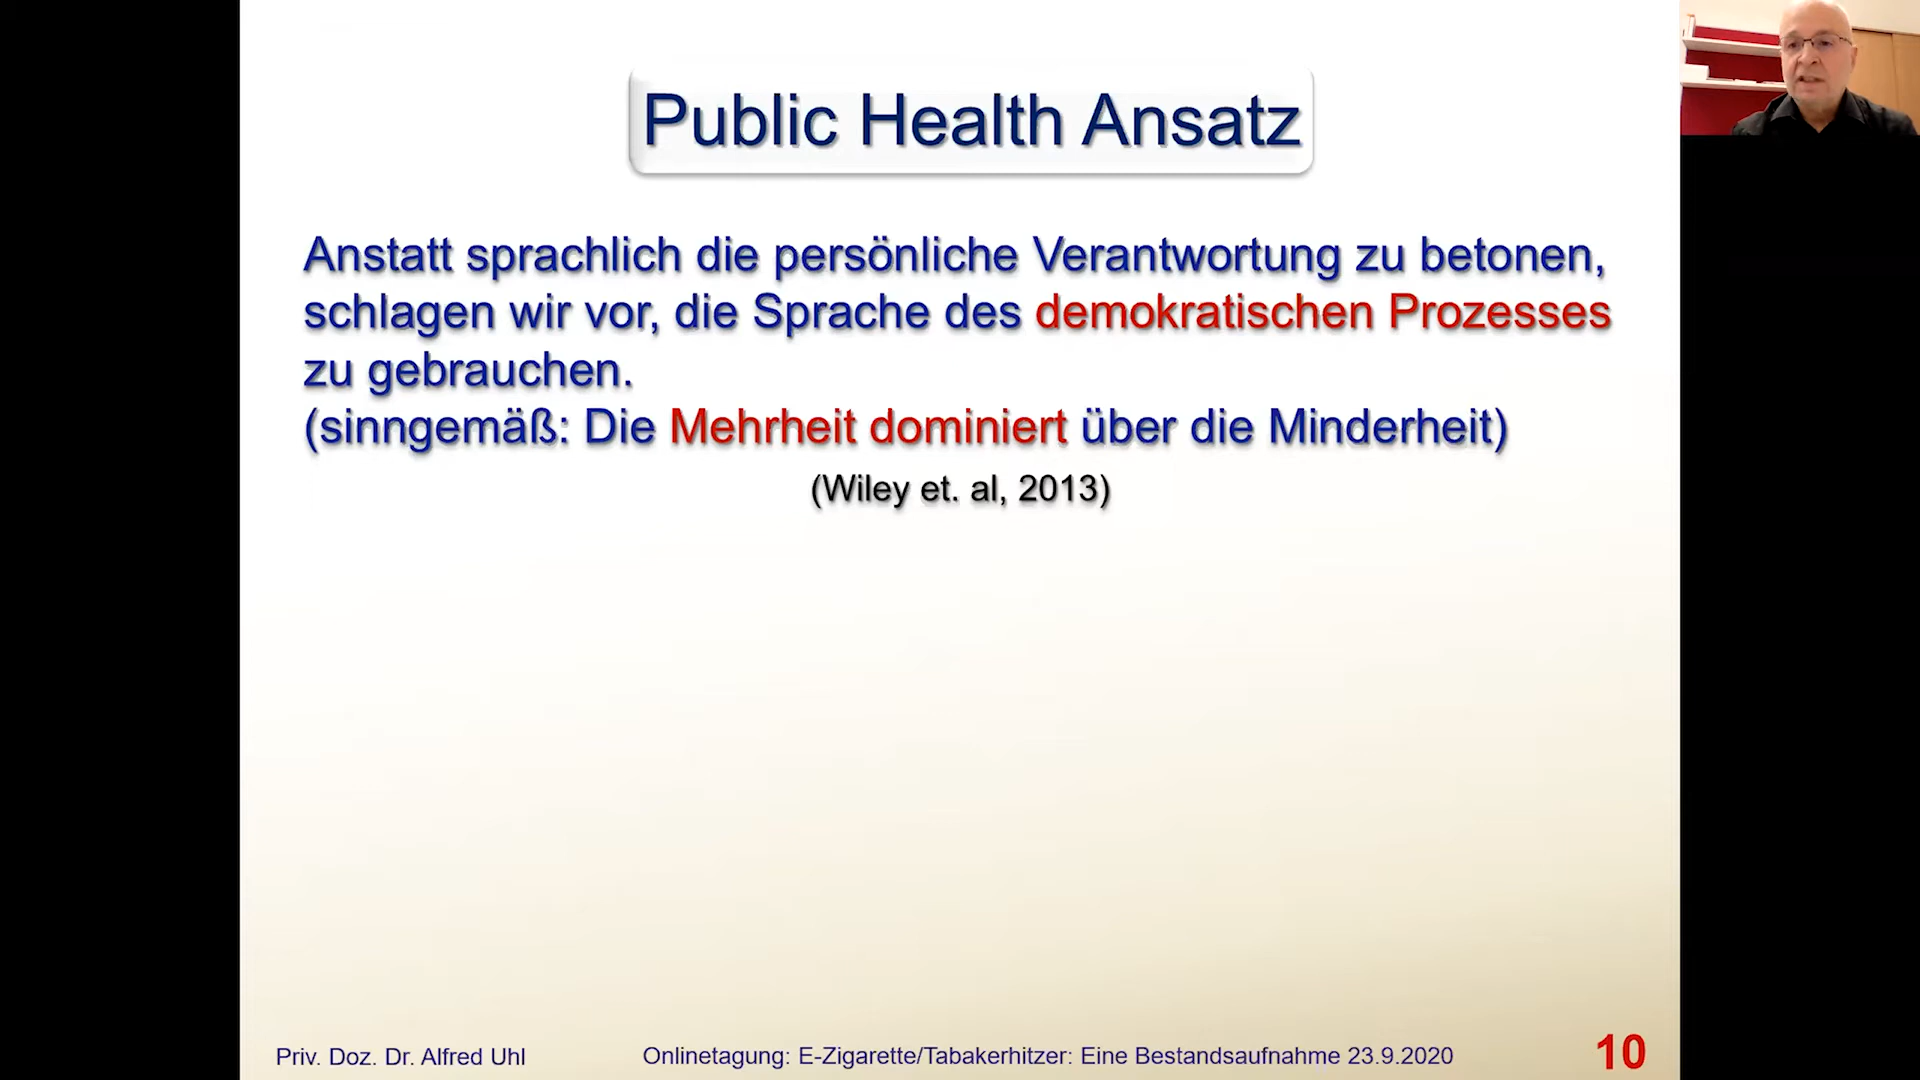 Public Health Ansatz
Anstatt sprachlich die persönliche Verantwortung zu betonen,
schlagen wir vor, die Sprache des demokratischen Prozesses
zu gebrauchen.
(sinngemäß: Die Mehrheit dominiert über die Minderheit)
(Wiley et. al, 2013)
Priv. Doz. Dr. Alfred Uhl
Onlinetagung: E-Zigarette/Tabakerhitzer: Eine Bestandsaufnahme 23.9.2020
10